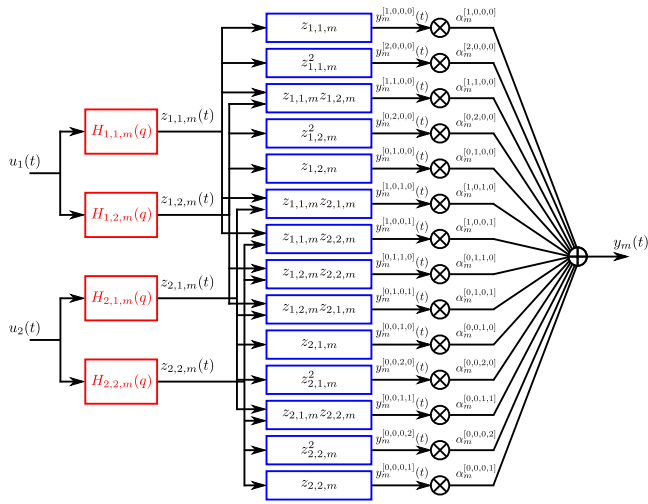 z_{1,1,m} y_m^{[1,0,0,0]}(t) α_m^{[1,0,0,0]}
z_{1,1,m}^2 y_m^{[2,0,0,0]}(t) α_m^{[2,0,0,0]}
z_{1,1,m}z_{1,2,m} y_m^{[1,1,0,0]}(t) α_m^{[1,1,0,0]}
z_{1,2,m}^2 y_m^{[0,2,0,0]}(t) α_m^{[0,2,0,0]}
z_{1,2,m} y_m^{[0,1,0,0]}(t) α_m^{[0,1,0,0]}
z_{1,1,m}z_{2,1,m} y_m^{[1,0,1,0]}(t) α_m^{[1,0,1,0]}
z_{1,1,m}z_{2,2,m} y_m^{[1,0,0,1]}(t) α_m^{[1,0,0,1]}
z_{1,2,m}z_{2,2,m} y_m^{[0,1,1,0]}(t) α_m^{[0,1,1,0]}
z_{1,2,m}z_{2,1,m} y_m^{[0,1,0,1]}(t) α_m^{[0,1,0,1]}
z_{2,1,m} y_m^{[0,0,1,0]}(t) α_m^{[0,0,1,0]}
z_{2,1,m}^2 y_m^{[0,0,2,0]}(t) α_m^{[0,0,2,0]}
z_{2,1,m}z_{2,2,m} y_m^{[0,0,1,1]}(t) α_m^{[0,0,1,1]}
z_{2,2,m}^2 y_m^{[0,0,0,2]}(t) α_m^{[0,0,0,2]}
z_{2,2,m} y_m^{[0,0,0,1]}(t) α_m^{[0,0,0,1]}
u_1(t)
H_{1,1,m}(q) z_{1,1,m}(t)
H_{1,2,m}(q) z_{1,2,m}(t)
u_2(t)
H_{2,1,m}(q) z_{2,1,m}(t)
H_{2,2,m}(q) z_{2,2,m}(t)
y_m(t)